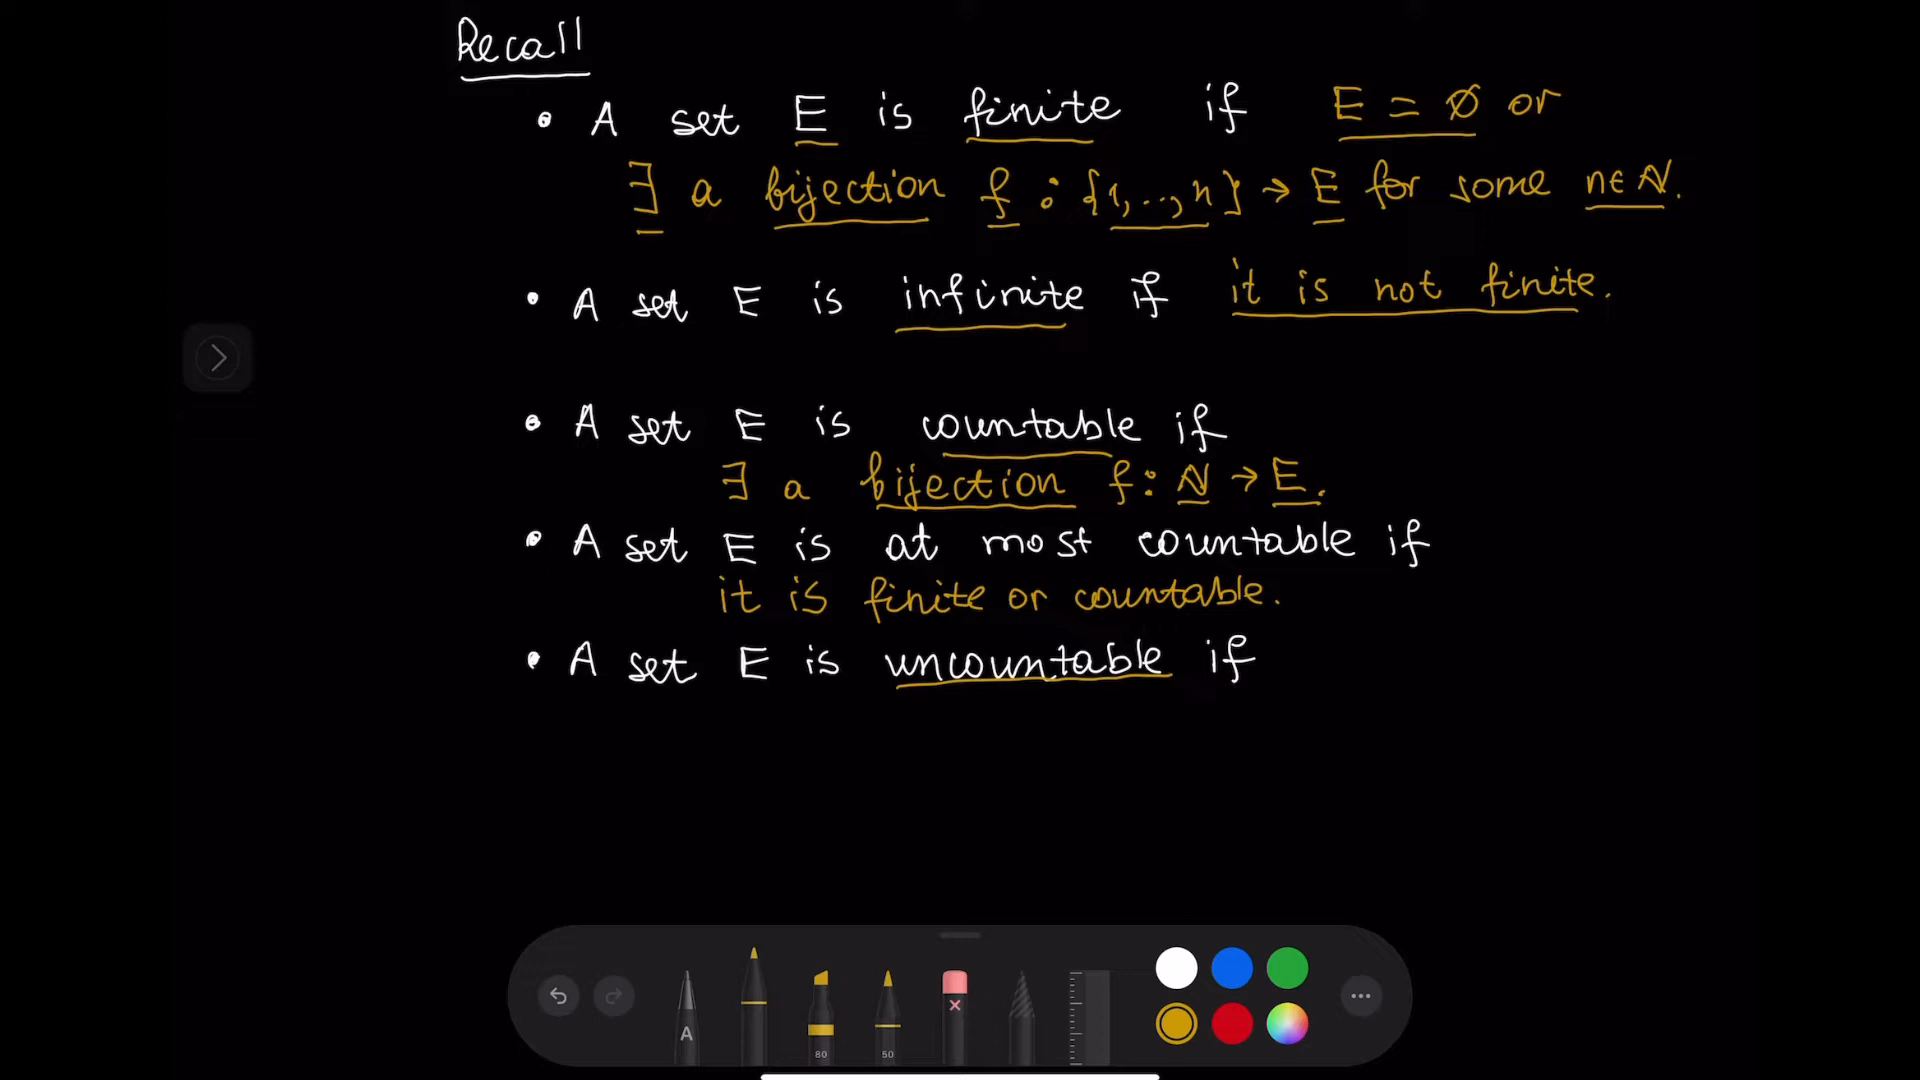 Recall
• A set E is finite if E = ∅ or
∃ a bijection f : {1,..,n} → E for some n∈ℕ.
• A set E is infinite if it is not finite.
• A set E is countable if
∃ a bijection f: ℕ → E.
• A set E is at most countable if
it is finite or countable.
• A set E is uncountable if
A
80
50